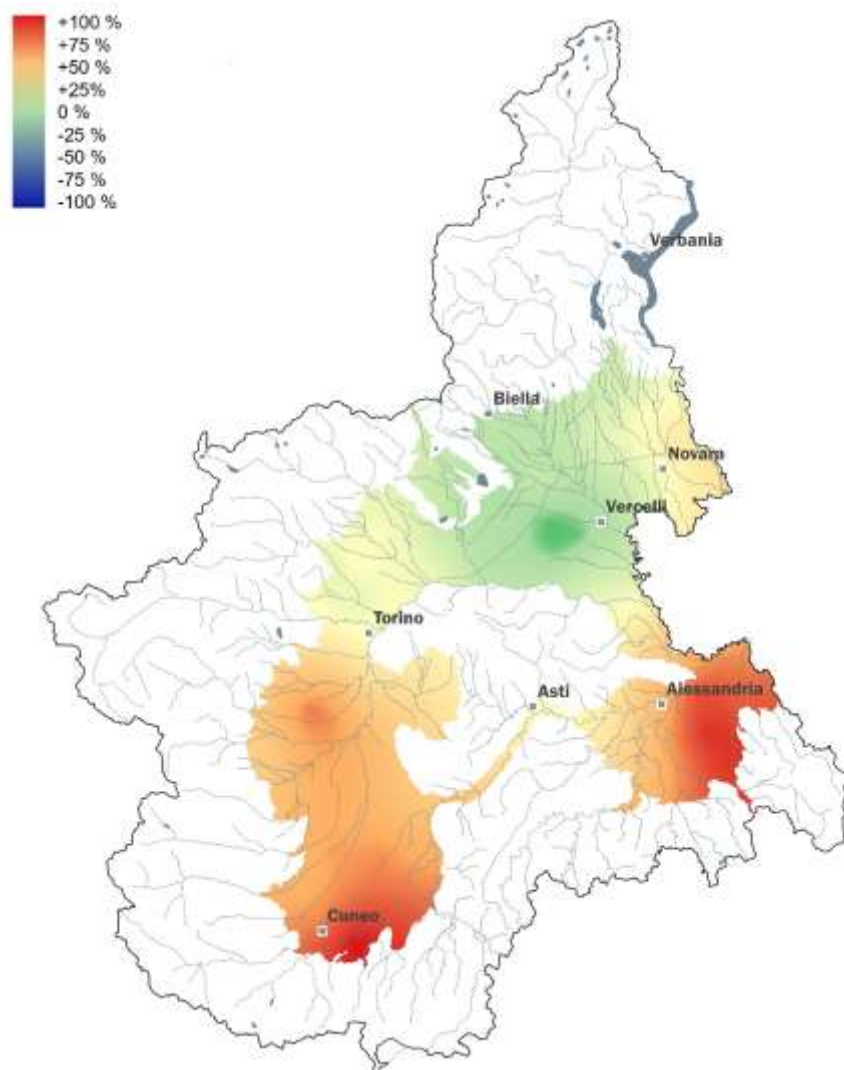 +100 %
+75 %
+50 %
+25%
0 %
-25 %
-50 %
-75 %
-100 %
Verbania
Biella
Novara
Vercelli
Torino
Asti
Alessandria
Cuneo